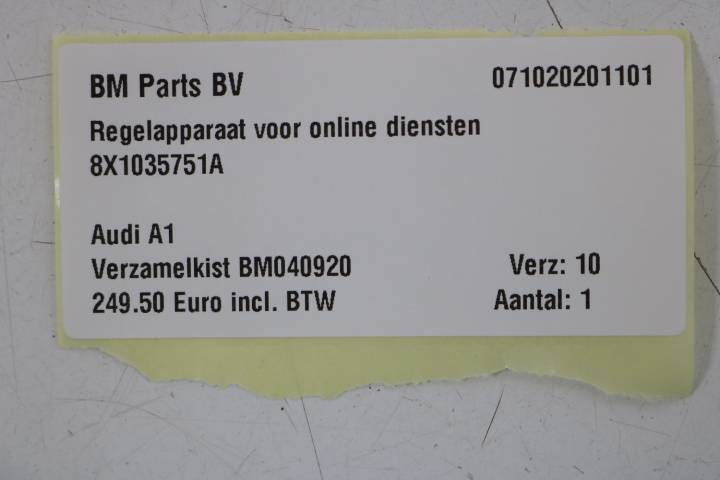 BM Parts BV 071020201101
Regelapparaat voor online diensten
8X1035751A
Audi A1
Verzamelkist BM040920 Verz: 10
249.50 Euro incl. BTW Aantal: 1